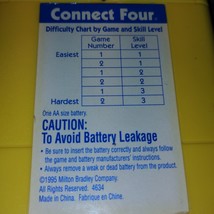 Connect Four
Difficulty Chart by Game and Skill Level
Game Skill
Number Level
Easiest 1 1
2 1
1 2
2 2
1 3
Hardest 2 3
One AA size battery.
CAUTION:
To Avoid Battery Leakage
• Be sure to insert the battery correctly and always follow
the game and battery manufacturers' instructions.
• Always remove a weak or dead battery from the product.
©1995 Milton Bradley Company.
All Rights Reserved. 4634
Made in China. Fabriqué en Chine.